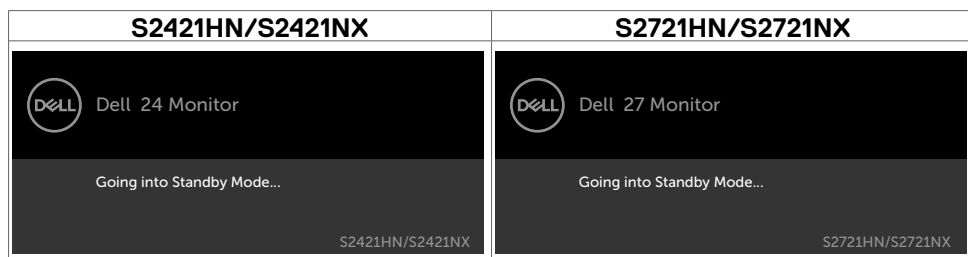 S2421HN/S2421NX
S2721HN/S2721NX
DELL Dell 24 Monitor
Going into Standby Mode...
S2421HN/S2421NX
DELL Dell 27 Monitor
Going into Standby Mode...
S2721HN/S2721NX